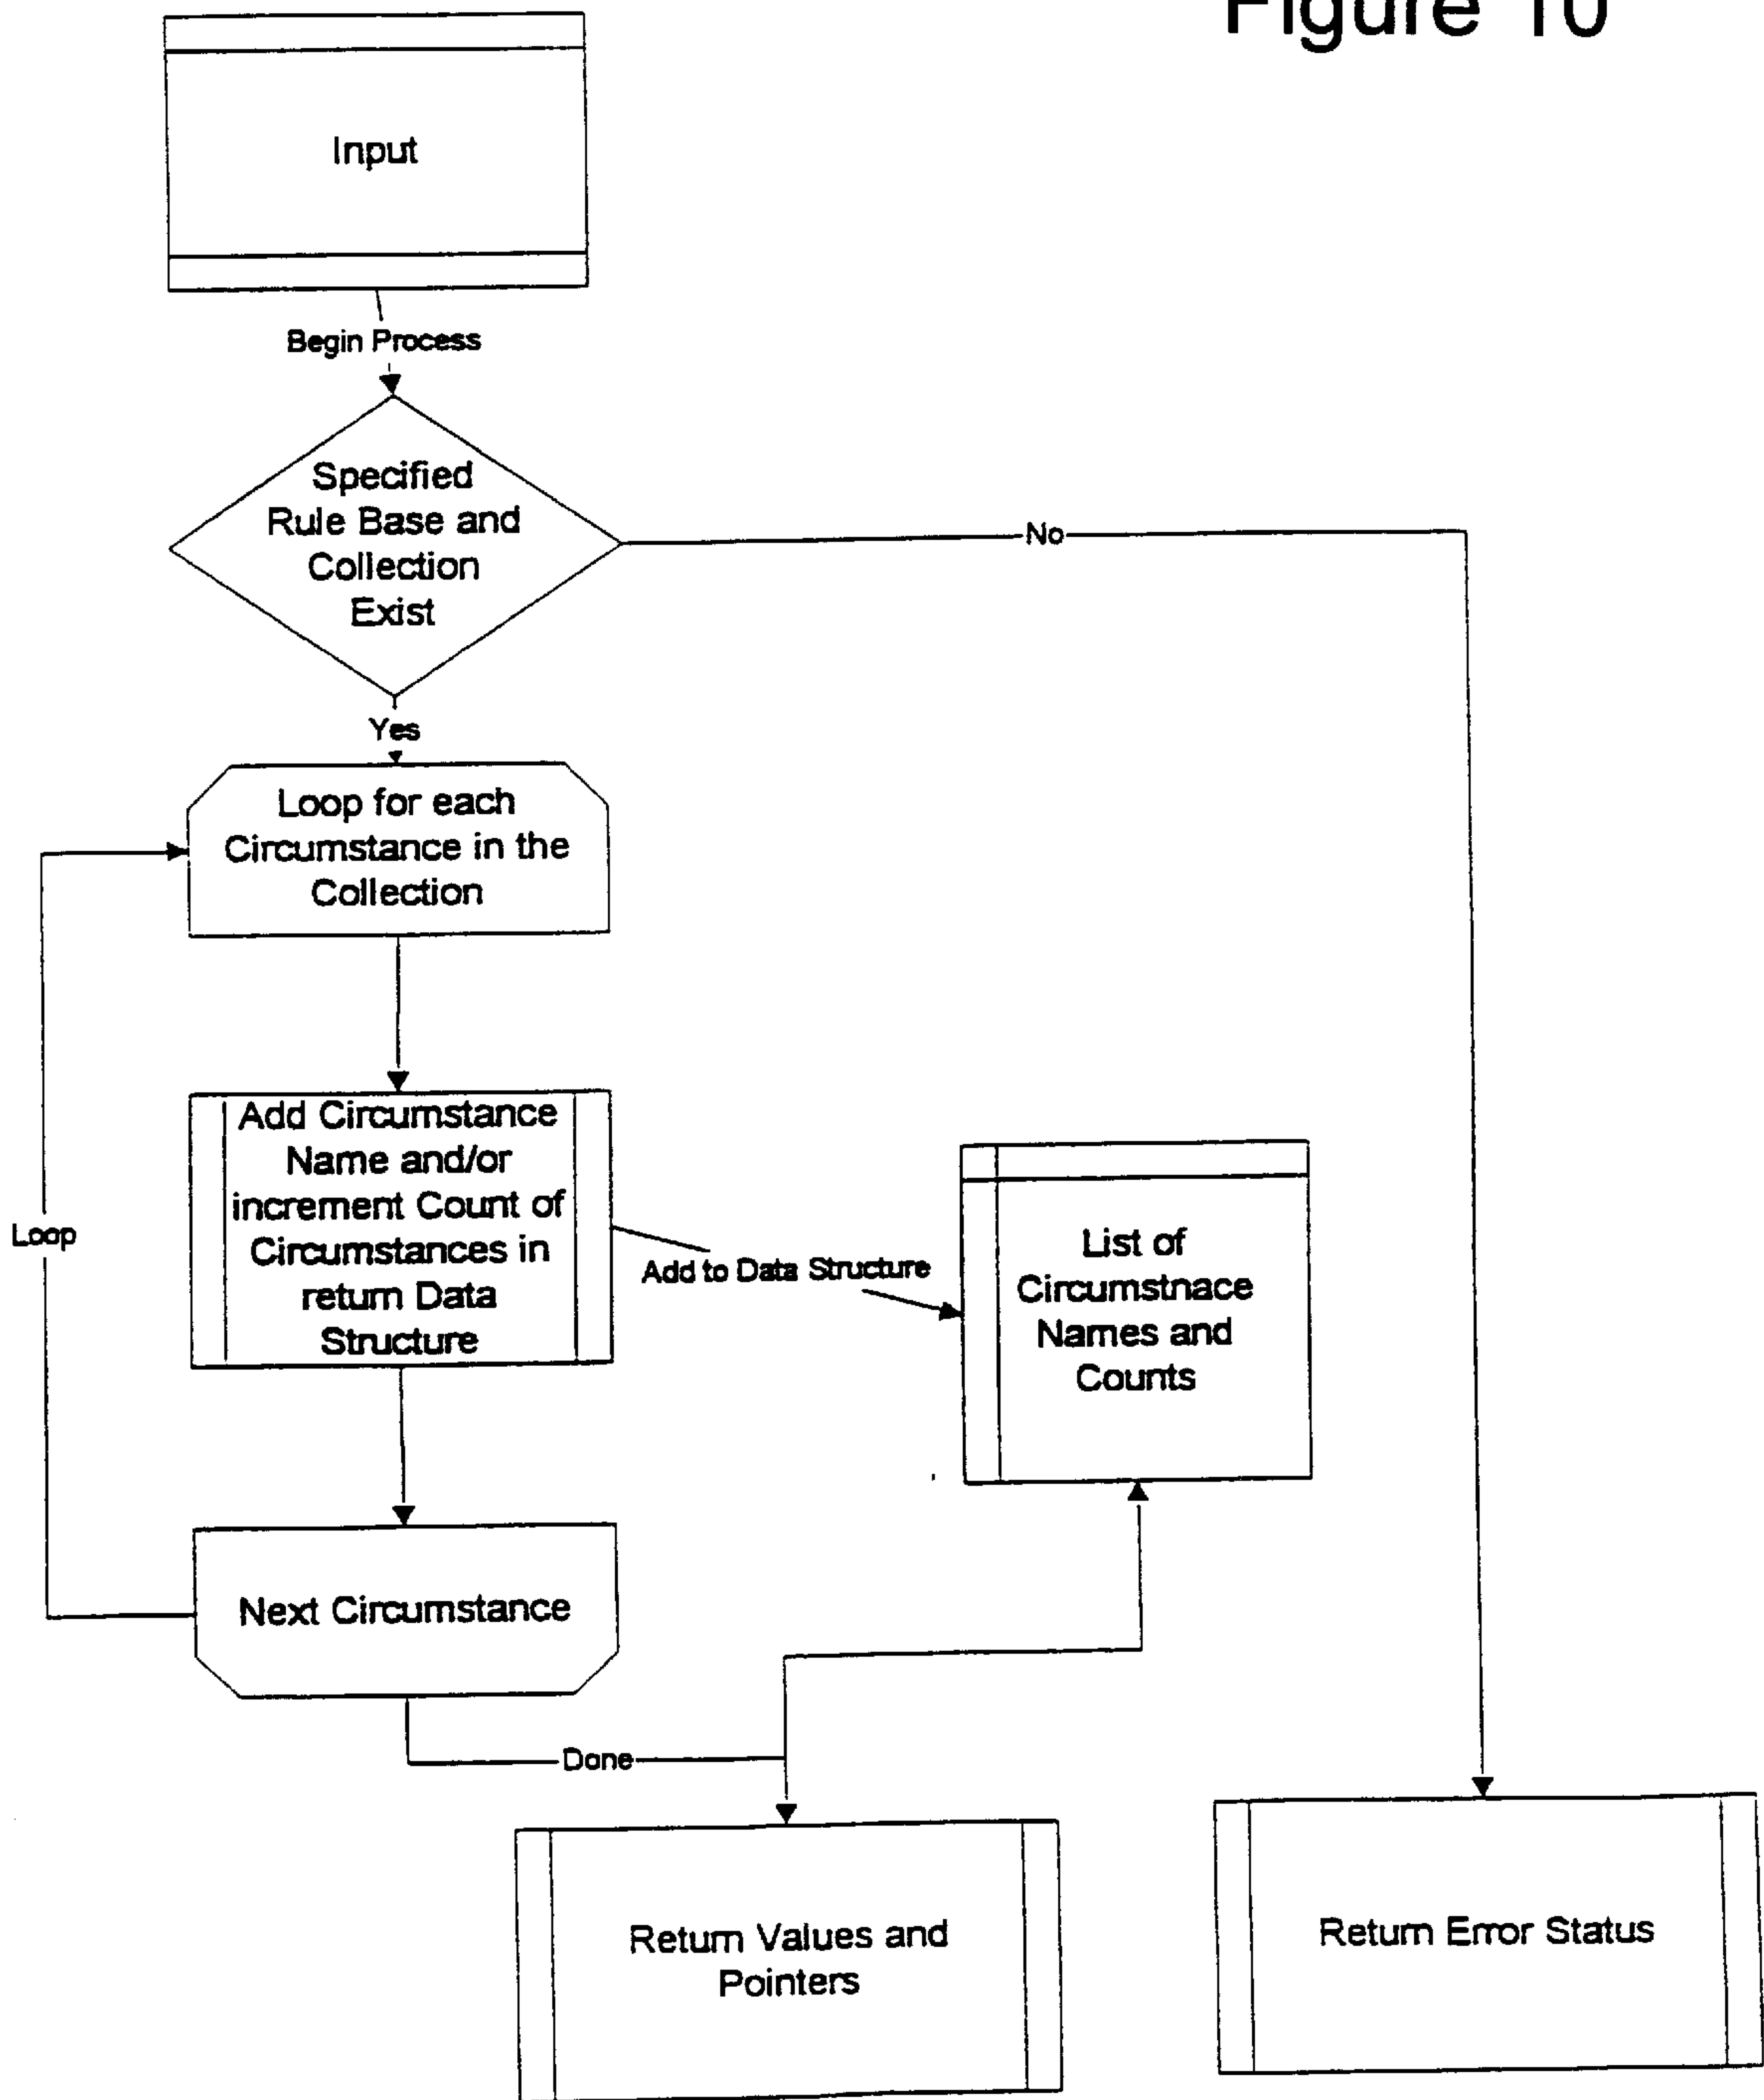 Figure 10
Input
Begin Process
Specified
Rule Base and
Collection
Exist
No
Yes
Loop for each
Circumstance in the
Collection
Add Circumstance
Name and/or
increment Count of
Circumstances in
return Data
Structure
Loop
Add to Data Structure
List of
Circumstnace
Names and
Counts
Next Circumstance
Done
Return Values and
Pointers
Return Error Status